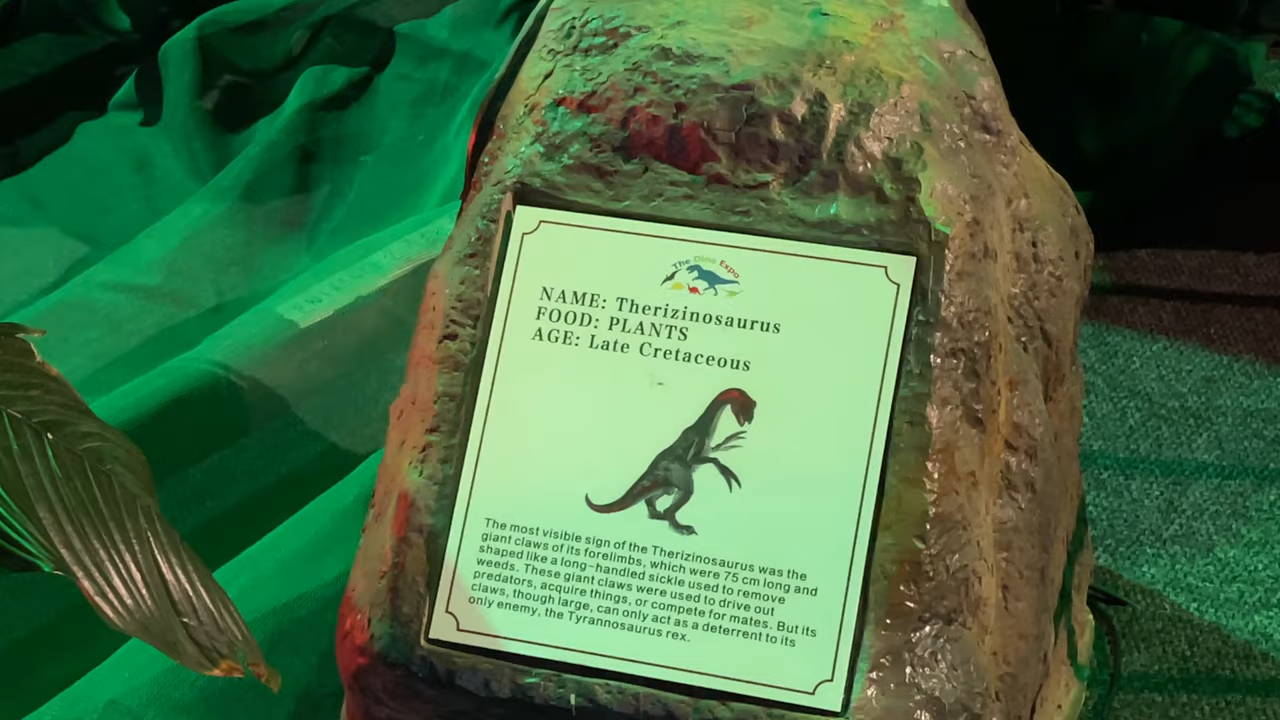 The Dino Expo
NAME: Therizinosaurus
FOOD: PLANTS
AGE: Late Cretaceous
The most visible sign of the Therizinosaurus was the
giant claws of its forelimbs, which were 75 cm long and
shaped like a long-handled sickle used to remove
weeds. These giant claws were used to drive out
predators, acquire things, or compete for mates. But its
claws, though large, can only act as a deterrent to its
only enemy, the Tyrannosaurus rex.